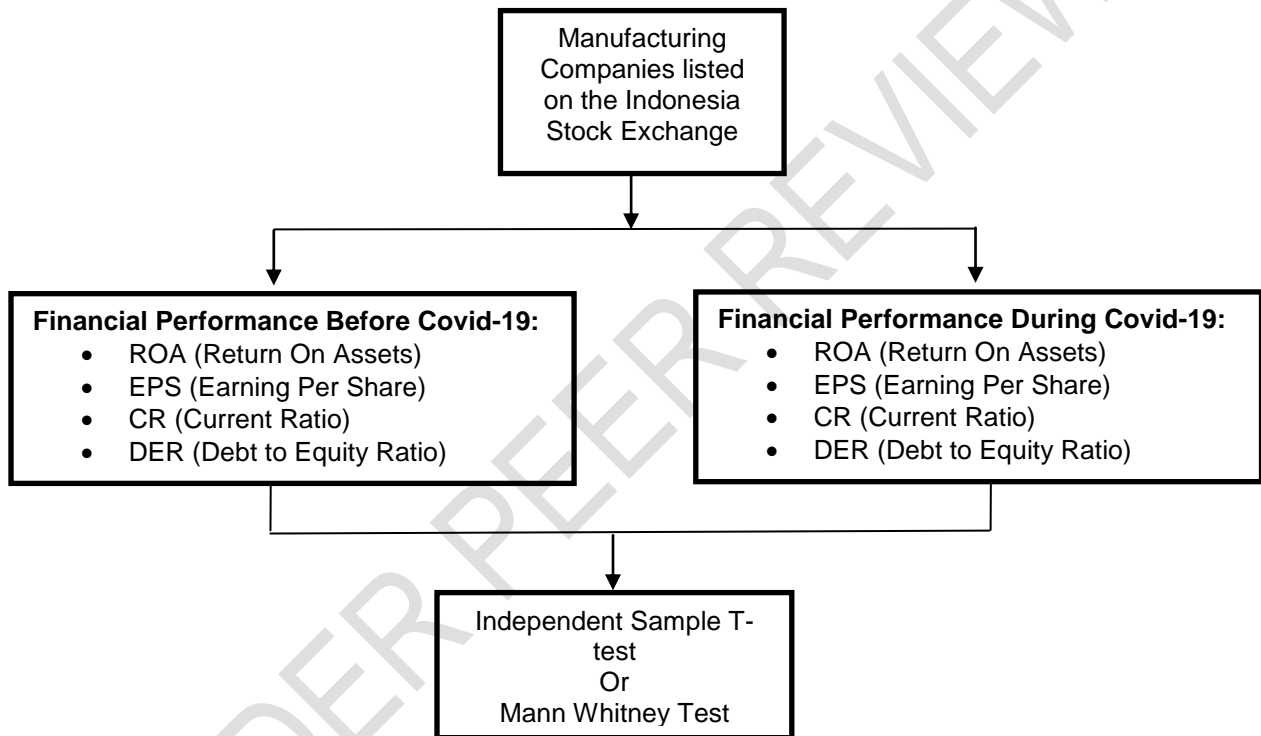 Manufacturing
Companies listed
on the Indonesia
Stock Exchange
Financial Performance Before Covid-19:
• ROA (Return On Assets)
• EPS (Earning Per Share)
• CR (Current Ratio)
• DER (Debt to Equity Ratio)
Financial Performance During Covid-19:
• ROA (Return On Assets)
• EPS (Earning Per Share)
• CR (Current Ratio)
• DER (Debt to Equity Ratio)
Independent Sample T-
test
Or
Mann Whitney Test
DER PEER REVIEW